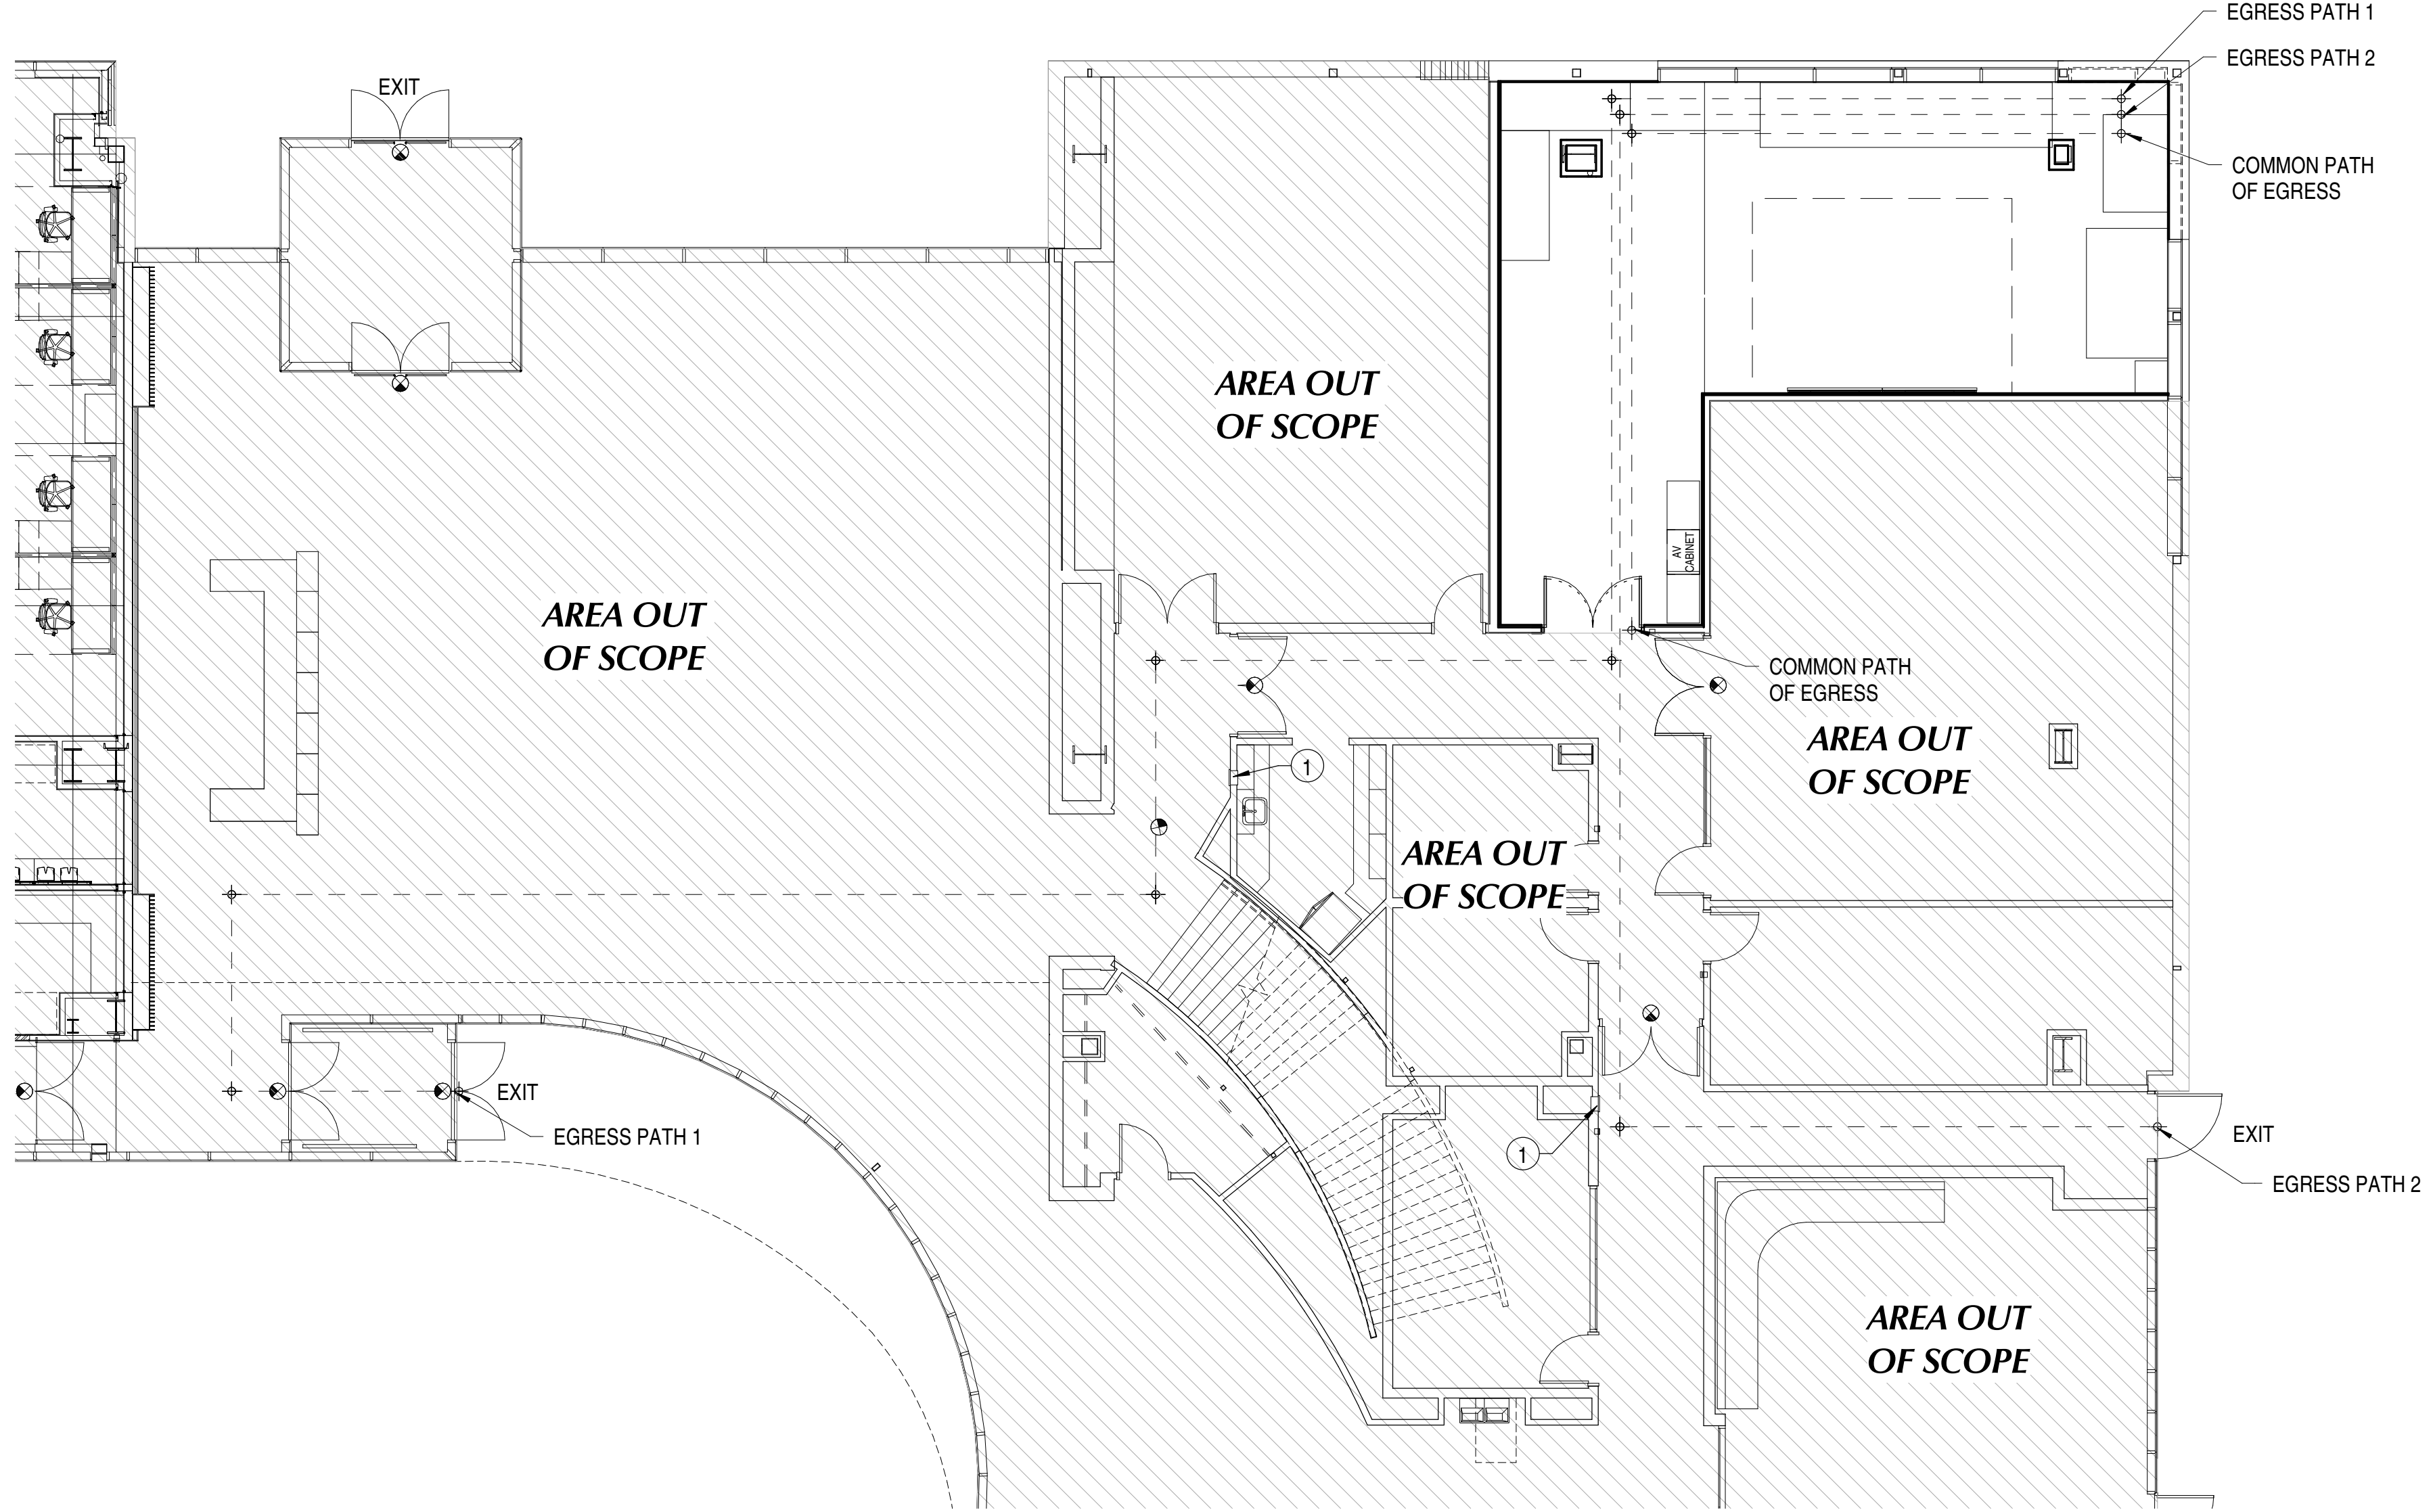 EGRESS PATH 1
EGRESS PATH 2
EXIT
COMMON PATH
OF EGRESS
AREA OUT
OF SCOPE
AV
CABINET
AREA OUT
OF SCOPE
COMMON PATH
OF EGRESS
AREA OUT
OF SCOPE
1
AREA OUT
OF SCOPE
EXIT
EGRESS PATH 1
1
EXIT
EGRESS PATH 2
AREA OUT
OF SCOPE